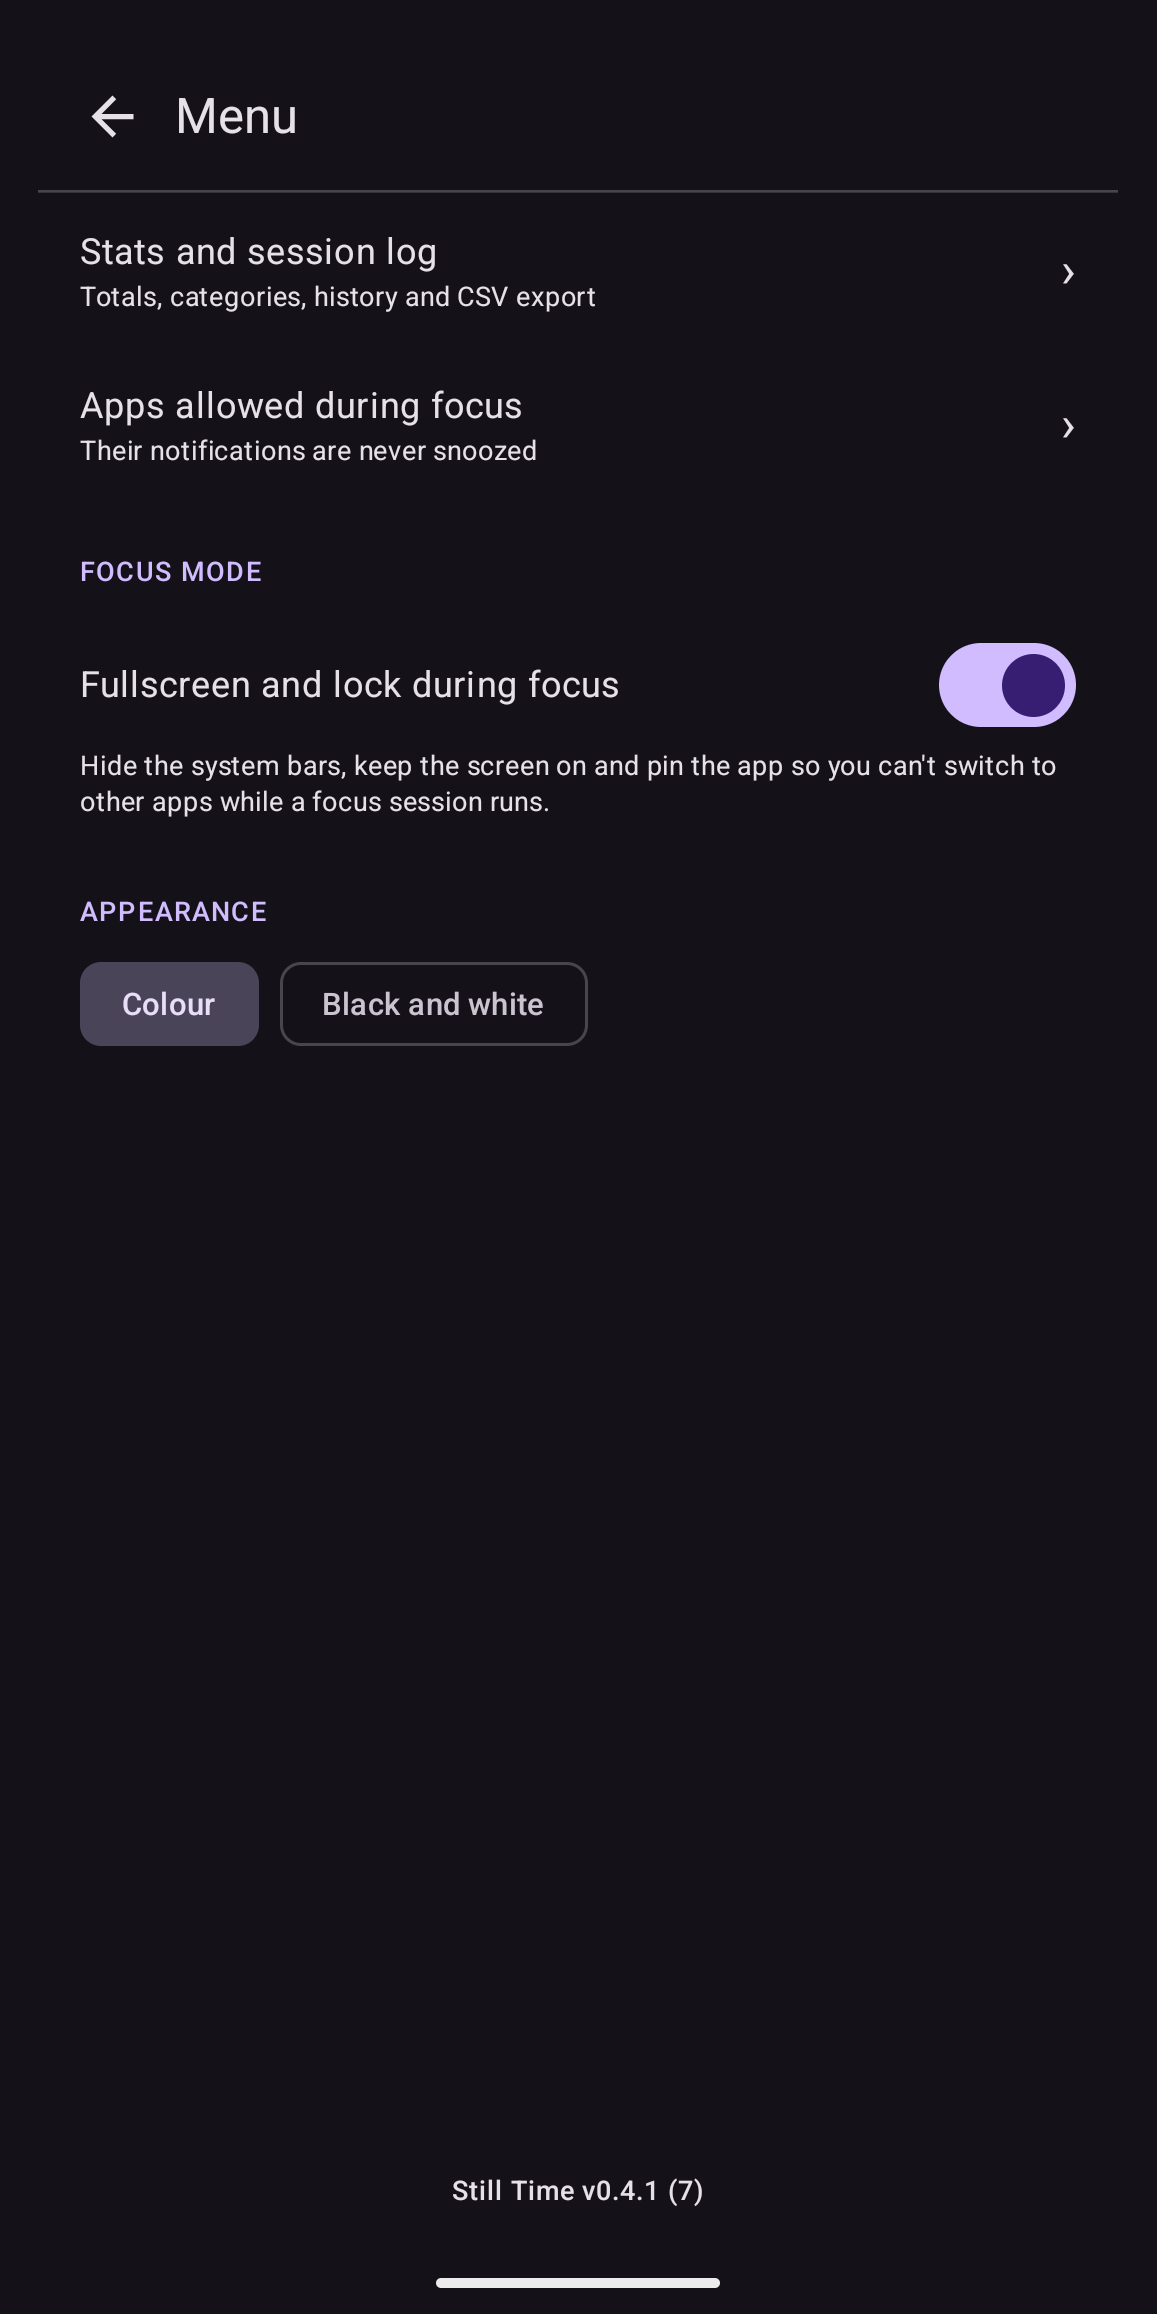 Menu
Stats and session log
Totals, categories, history and CSV export
Apps allowed during focus
Their notifications are never snoozed
FOCUS MODE
Fullscreen and lock during focus
Hide the system bars, keep the screen on and pin the app so you can't switch to
other apps while a focus session runs.
APPEARANCE
Colour
Black and white
Still Time v0.4.1 (7)